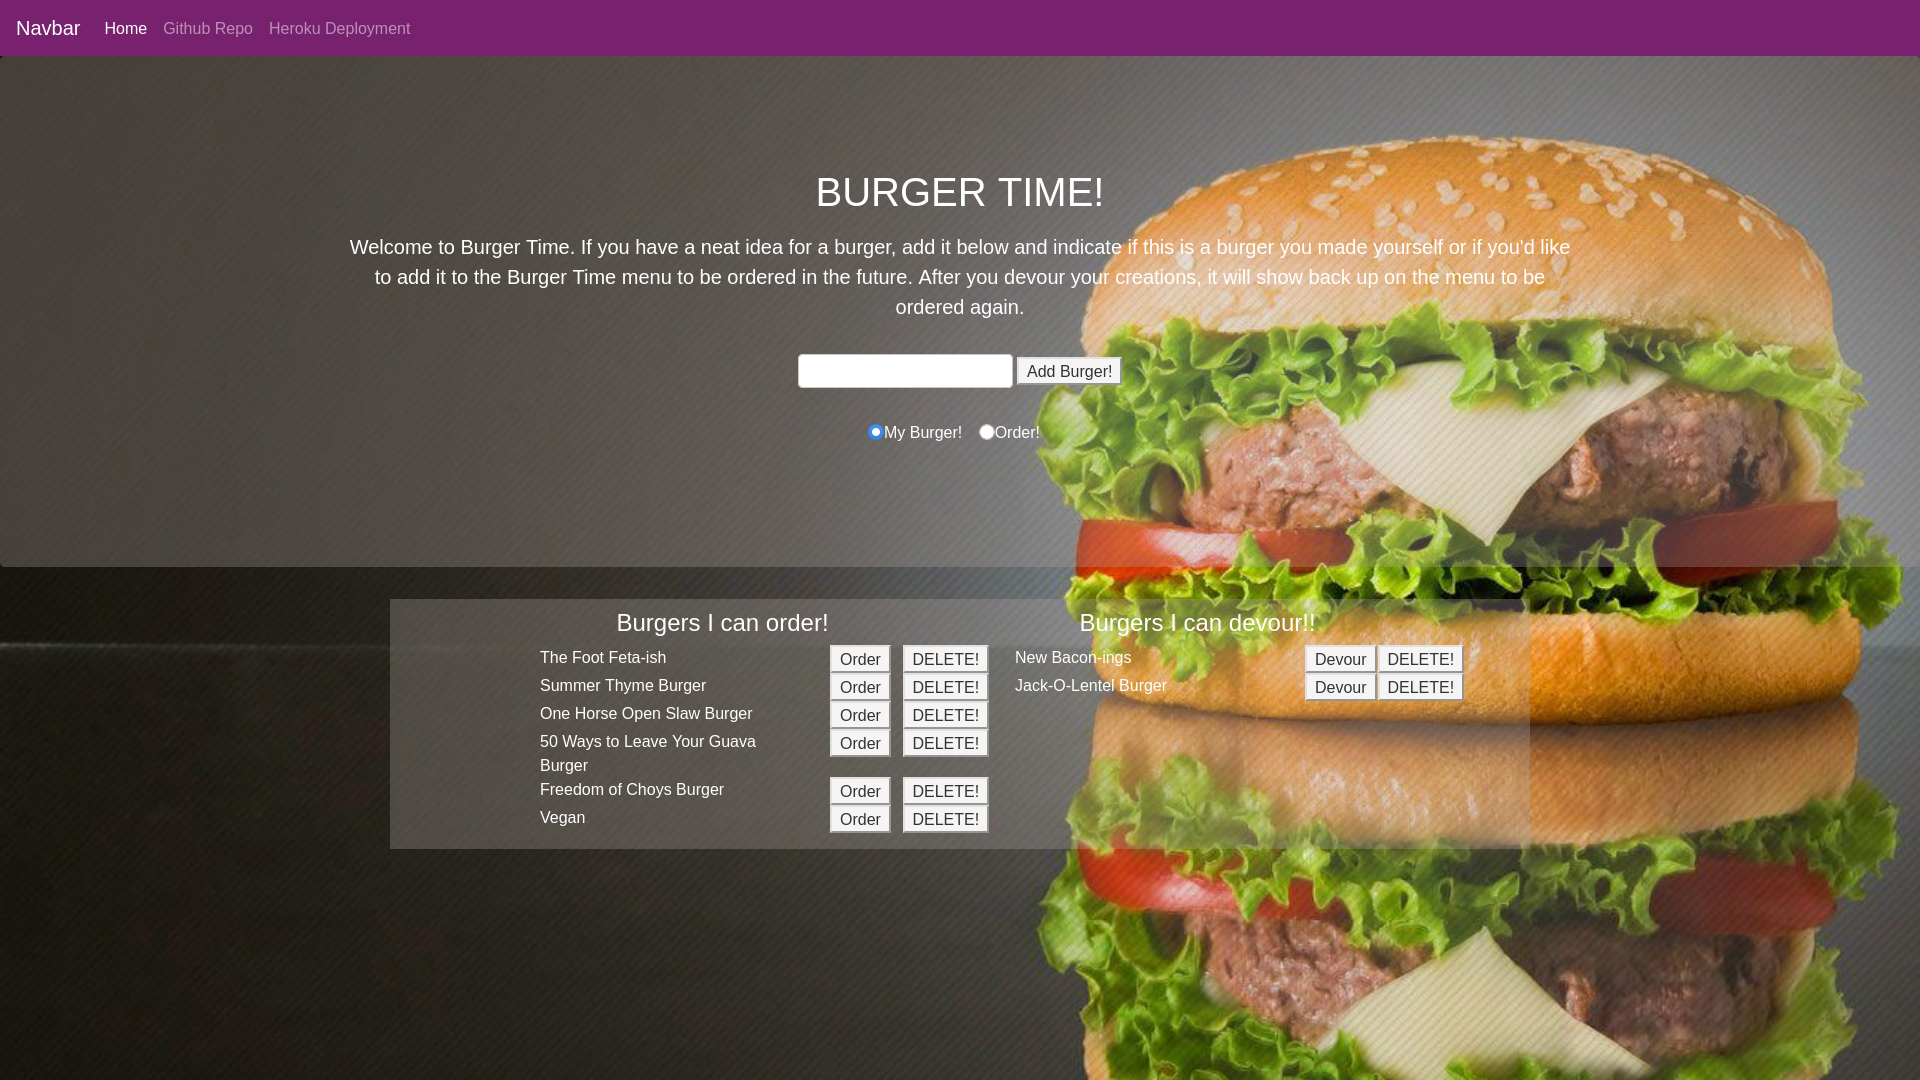 Navbar Home Github Repo Heroku Deployment
BURGER TIME!
Welcome to Burger Time. If you have a neat idea for a burger, add it below and indicate if this is a burger you made yourself or if you'd like
to add it to the Burger Time menu to be ordered in the future. After you devour your creations, it will show back up on the menu to be
ordered again.
Add Burger!
My Burger! Order!
Burgers I can order!
The Foot Feta-ish Order DELETE!
Summer Thyme Burger Order DELETE!
One Horse Open Slaw Burger Order DELETE!
50 Ways to Leave Your Guava Order DELETE!
Burger
Freedom of Choys Burger Order DELETE!
Vegan Order DELETE!
Burgers I can devour!!
New Bacon-ings Devour DELETE!
Jack-O-Lentel Burger Devour DELETE!